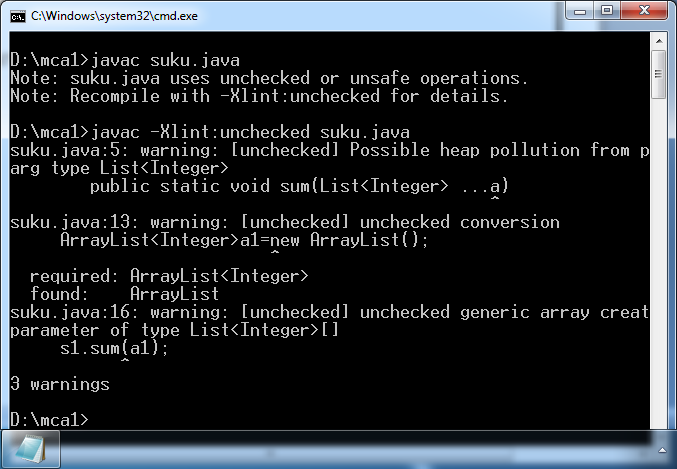 C:\Windows\system32\cmd.exe
D:\mca1>javac suku.java
Note: suku.java uses unchecked or unsafe operations.
Note: Recompile with -Xlint:unchecked for details.
D:\mca1>javac -Xlint:unchecked suku.java
suku.java:5: warning: [unchecked] Possible heap pollution from p
arg type List<Integer>
public static void sum(List<Integer> ...a)
^
suku.java:13: warning: [unchecked] unchecked conversion
ArrayList<Integer>a1=new ArrayList();
^
required: ArrayList<Integer>
found: ArrayList
suku.java:16: warning: [unchecked] unchecked generic array creat
parameter of type List<Integer>[]
s1.sum(a1);
^
3 warnings
D:\mca1>